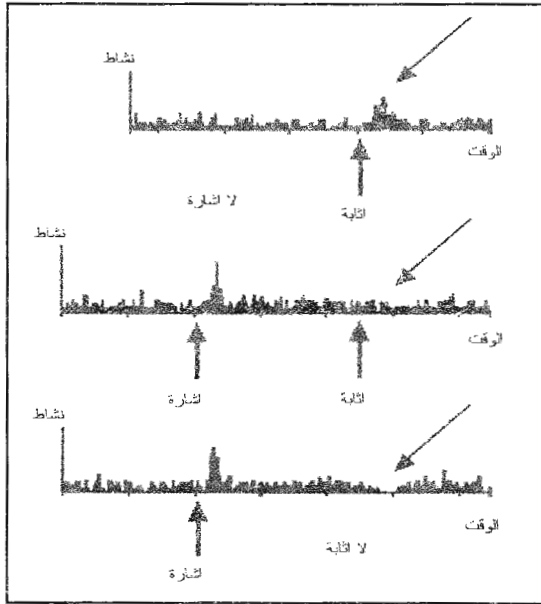 نشاط
الوقت
لا اشارة
اثابة
نشاط
الوقت
اشارة
اثابة
نشاط
الوقت
لا اثابة
اشارة